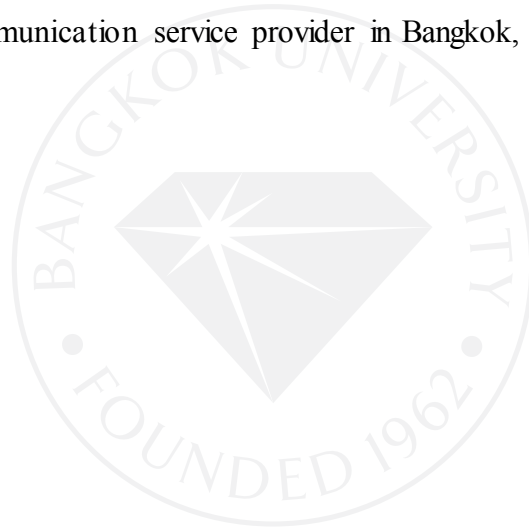 munication service provider in Bangkok,
BANGKOK UNIVERSITY
• FOUNDED 1962 •